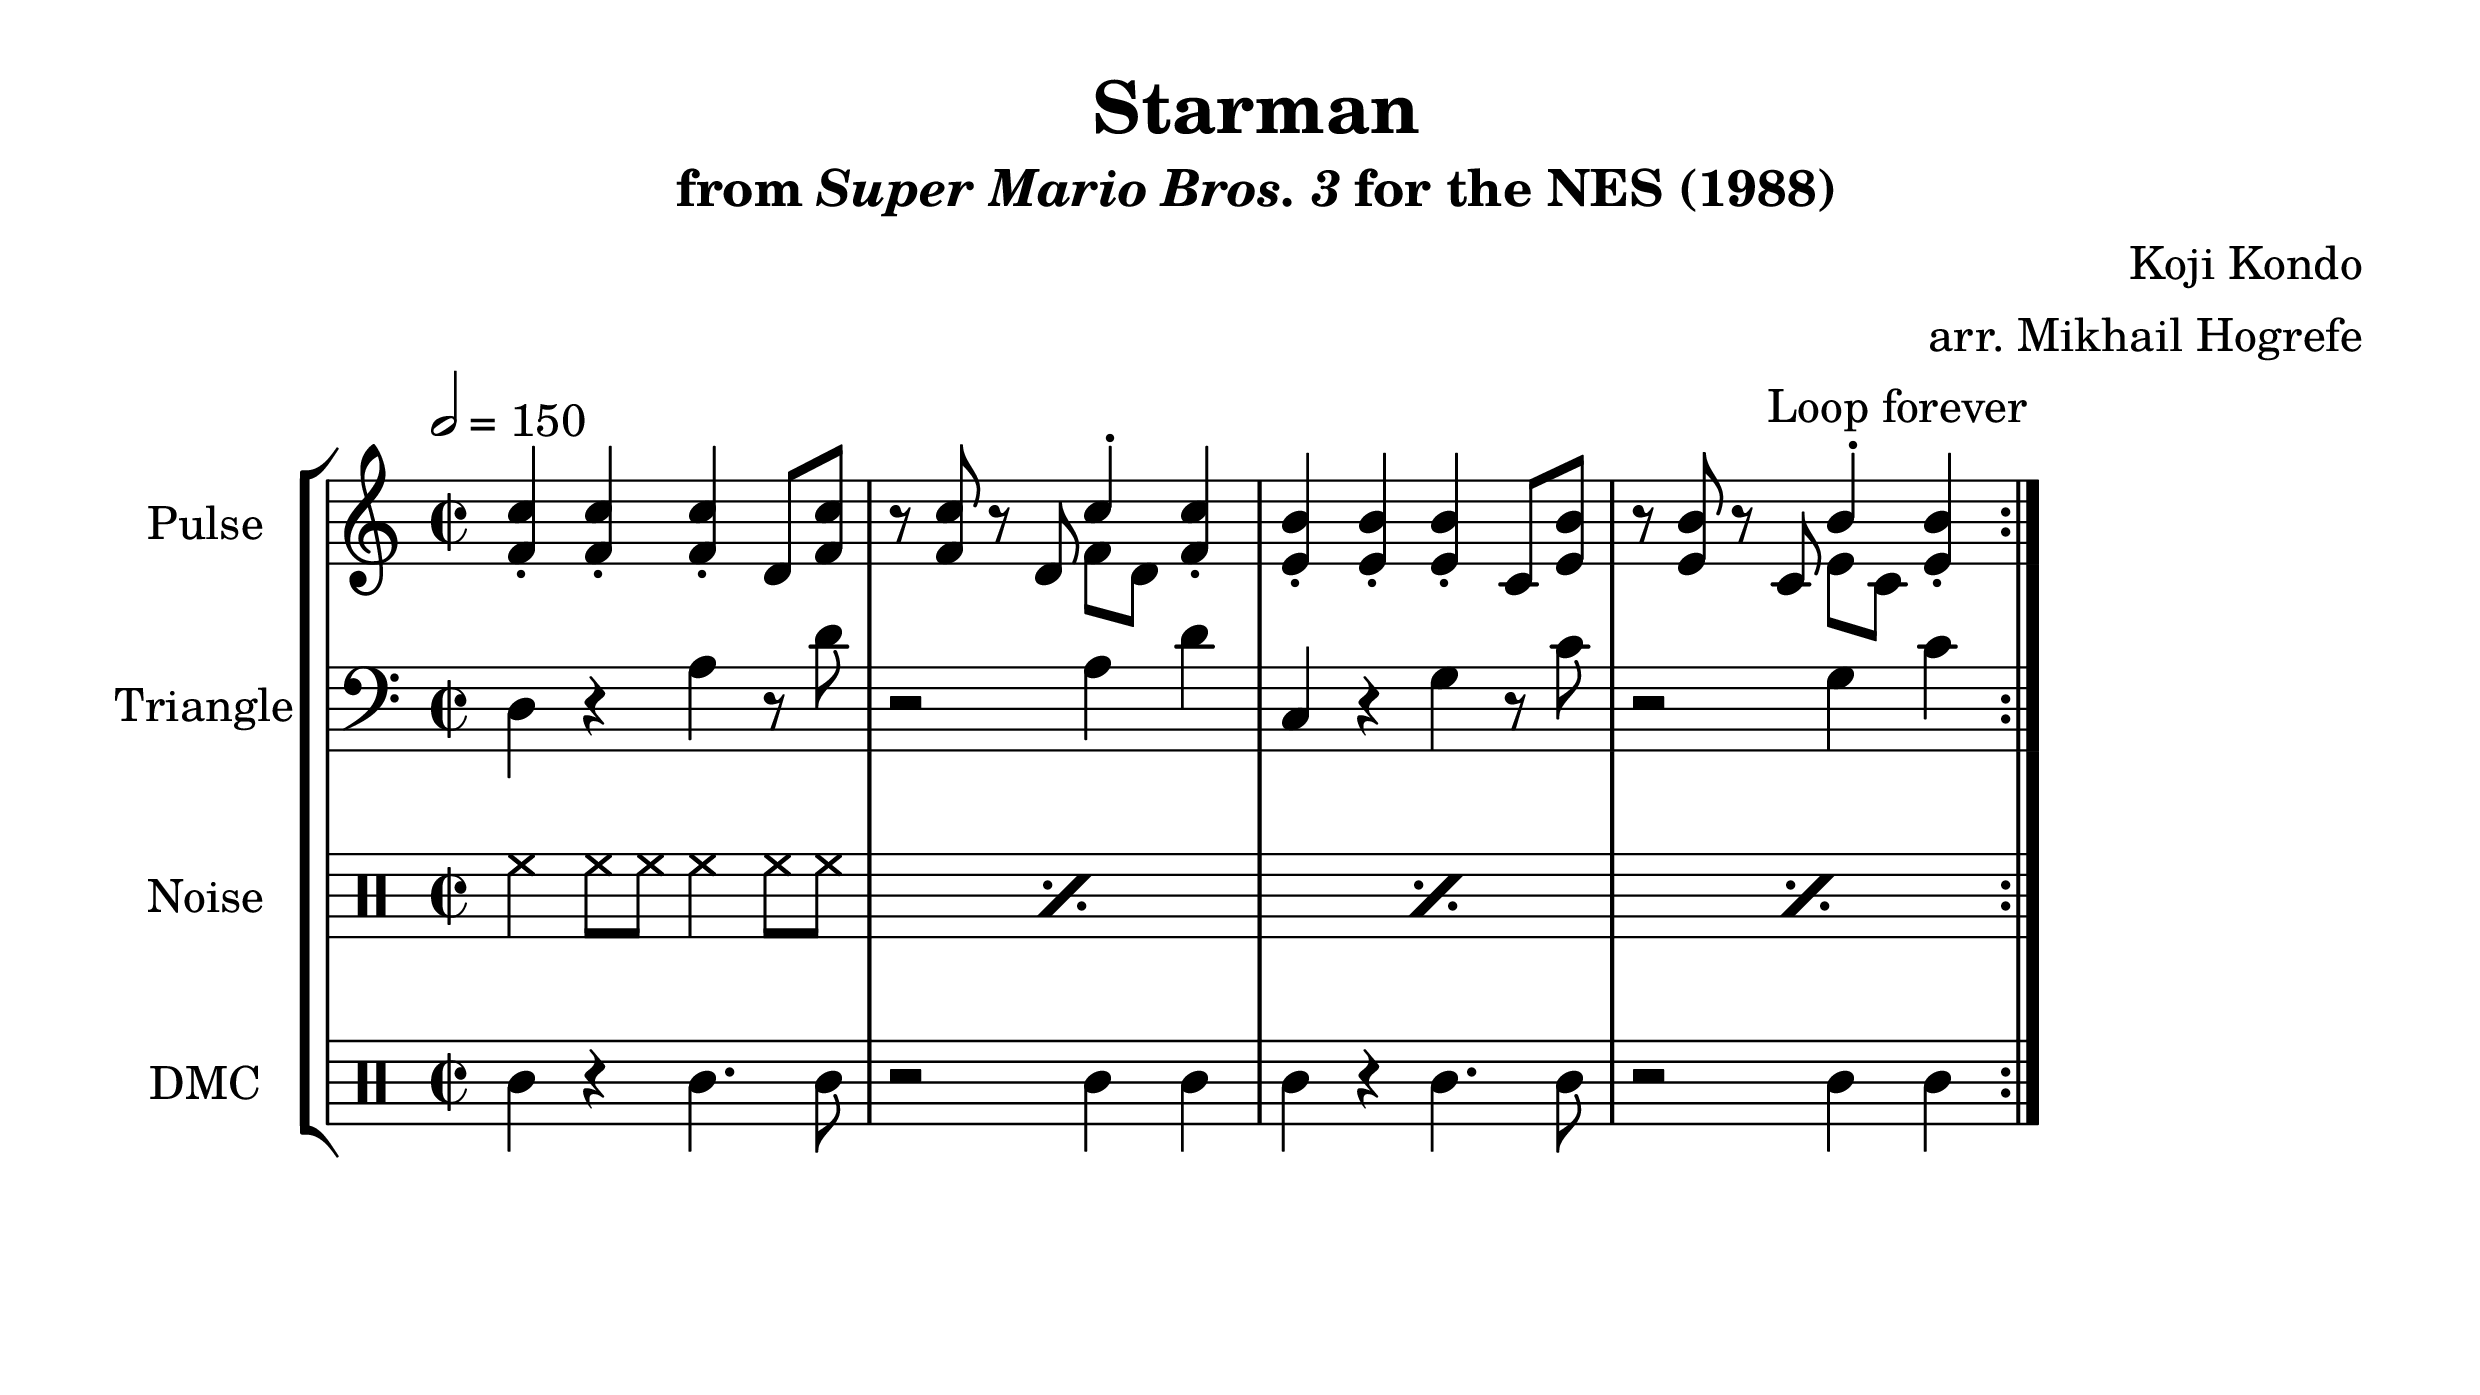 Starman
from Super Mario Bros. 3 for the NES (1988)
Koji Kondo
arr. Mikhail Hogrefe
= 150
Loop forever
Pulse
Triangle
Noise
DMC